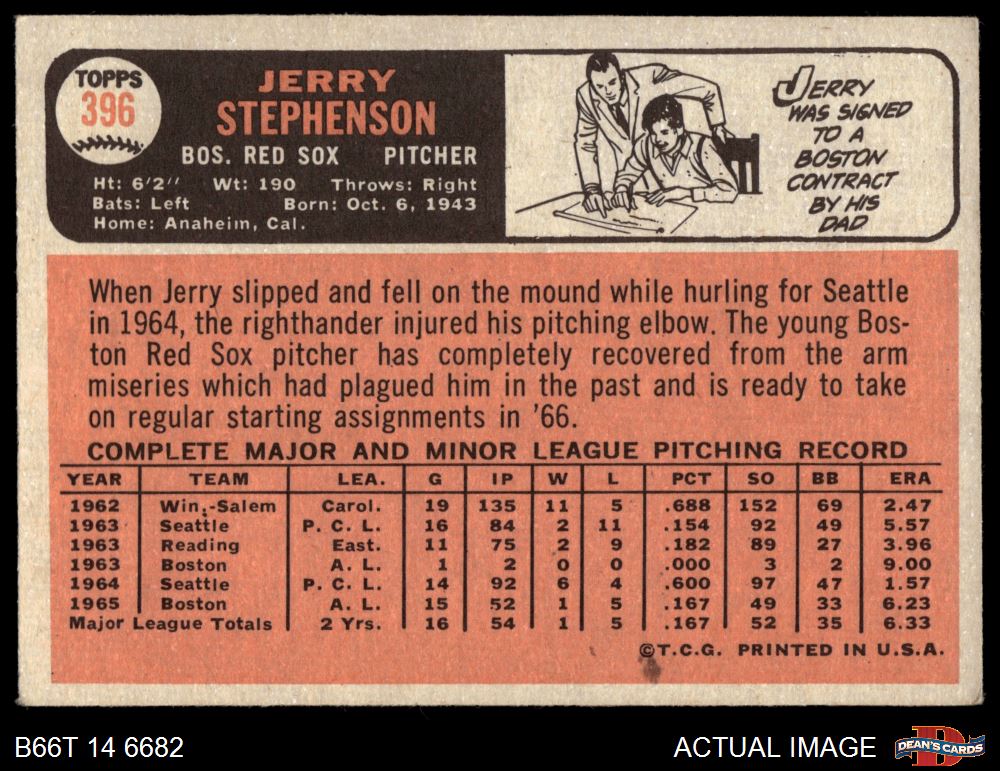 TOPPS
396
JERRY
STEPHENSON
BOS. RED SOX PITCHER
Ht: 6'2" Wt: 190 Throws: Right
Bats: Left Born: Oct. 6, 1943
Home: Anaheim, Cal.
JERRY
WAS SIGNED
TO A
BOSTON
CONTRACT
BY HIS
DAD
When Jerry slipped and fell on the mound while hurling for Seattle
in 1964, the righthander injured his pitching elbow. The young Bos-
ton Red Sox pitcher has completely recovered from the arm
miseries which had plagued him in the past and is ready to take
on regular starting assignments in '66.
COMPLETE MAJOR AND MINOR LEAGUE PITCHING RECORD
YEAR TEAM LEA. G IP W L PCT SO BB ERA
1962 Win.-Salem Carol. 19 135 11 5 .688 152 69 2.47
1963 Seattle P. C. L. 16 84 2 11 .154 92 49 5.57
1963 Reading East. 11 75 2 9 .182 89 27 3.96
1963 Boston A. L. 1 2 0 0 .000 3 2 9.00
1964 Seattle P. C. L. 14 92 6 4 .600 97 47 1.57
1965 Boston A. L. 15 52 1 5 .167 49 33 6.23
Major League Totals 2 Yrs. 16 54 1 5 .167 52 35 6.33
©T.C.G. PRINTED IN U.S.A.
B66T 14 6682
ACTUAL IMAGE
D
DEAN'S CARDS